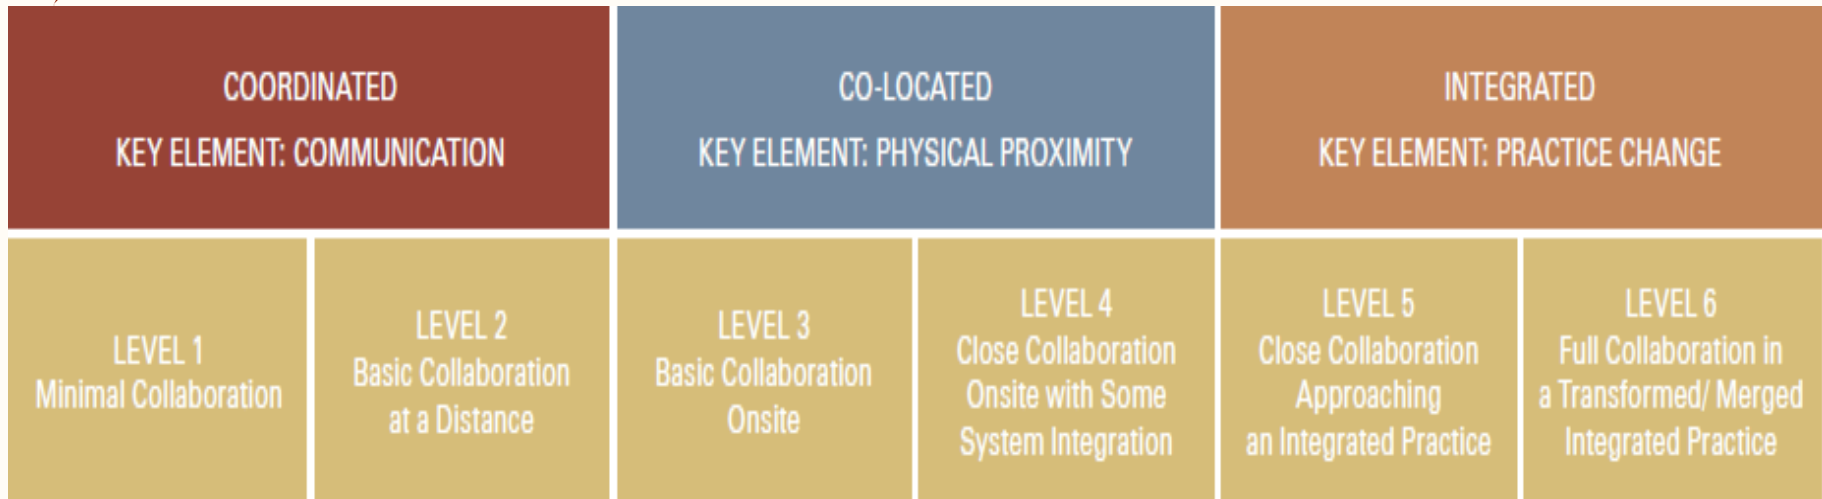 COORDINATED
KEY ELEMENT: COMMUNICATION
CO-LOCATED
KEY ELEMENT: PHYSICAL PROXIMITY
INTEGRATED
KEY ELEMENT: PRACTICE CHANGE
LEVEL 1
Minimal Collaboration
LEVEL 2
Basic Collaboration
at a Distance
LEVEL 3
Basic Collaboration
Onsite
LEVEL 4
Close Collaboration
Onsite with Some
System Integration
LEVEL 5
Close Collaboration
Approaching
an Integrated Practice
LEVEL 6
Full Collaboration in
a Transformed/ Merged
Integrated Practice